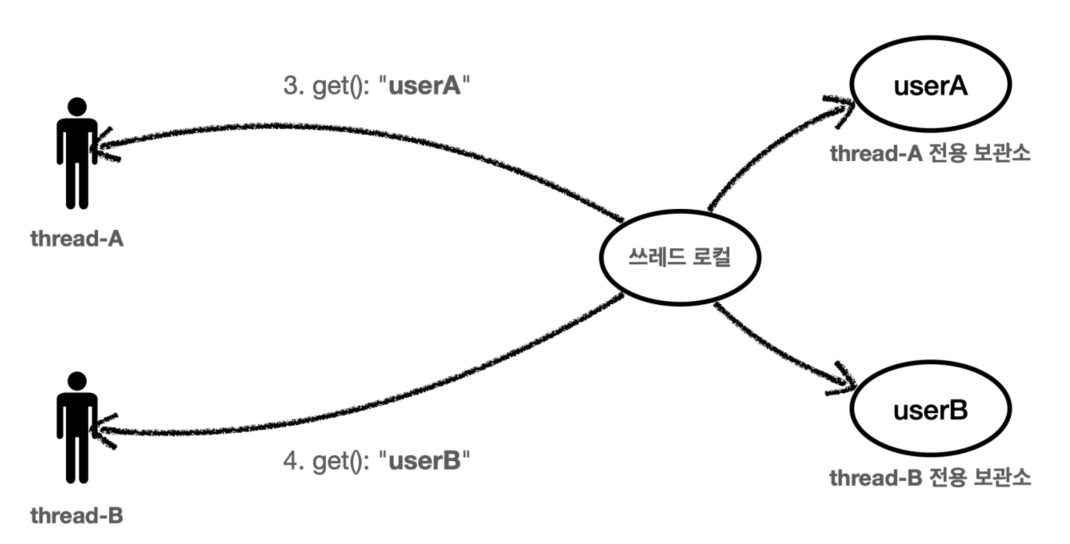 3. get(): "userA"
userA
thread-A 전용 보관소
thread-A
쓰레드 로컬
thread-B
4. get(): "userB"
userB
thread-B 전용 보관소